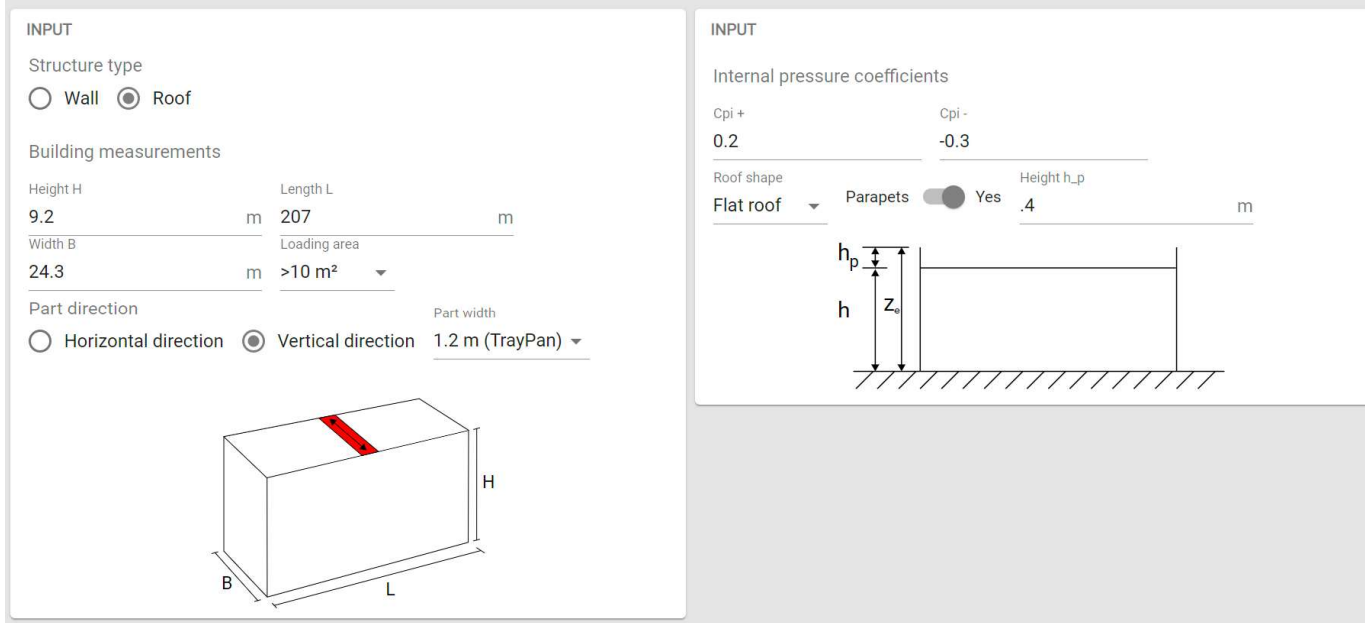 INPUT
Structure type
Wall Roof
Building measurements
Height H Length L
9.2 m 207 m
Width B Loading area
24.3 m >10 m²
Part direction Part width
Horizontal direction Vertical direction 1.2 m (TrayPan)
H
B
L
INPUT
Internal pressure coefficients
Cpi + Cpi -
0.2 -0.3
Roof shape Parapets Yes Height h_p
Flat roof .4 m
hp
h ze